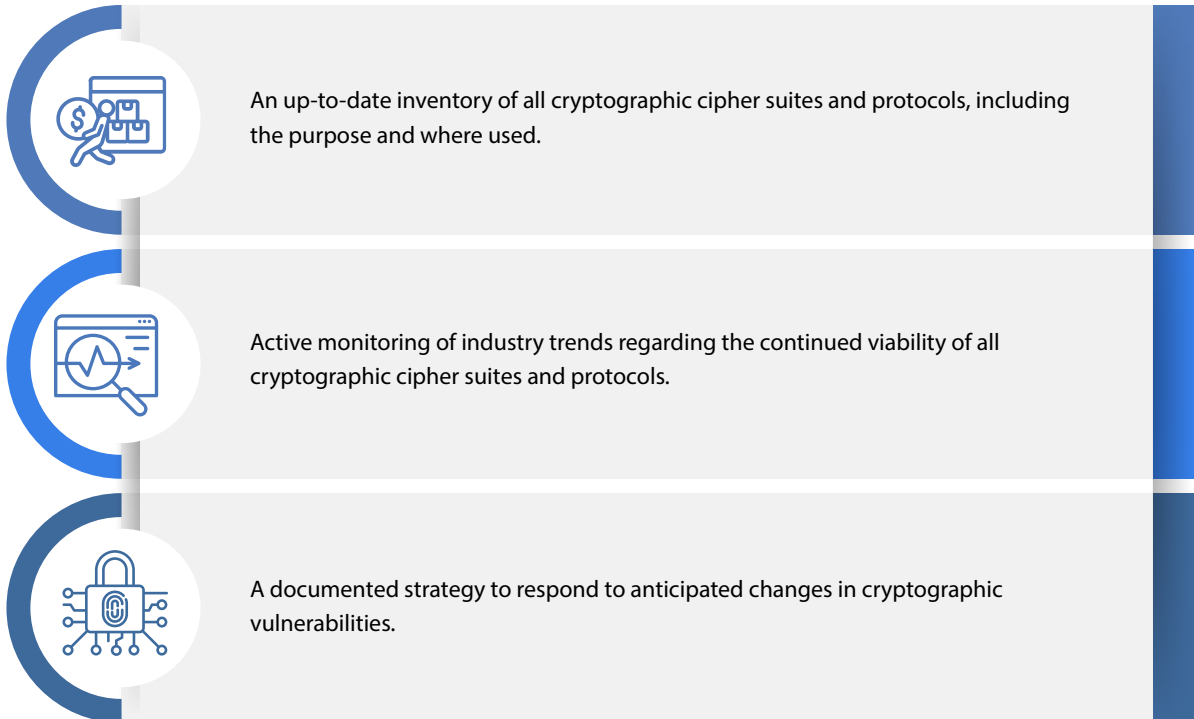 An up-to-date inventory of all cryptographic cipher suites and protocols, including
the purpose and where used.
Active monitoring of industry trends regarding the continued viability of all
cryptographic cipher suites and protocols.
A documented strategy to respond to anticipated changes in cryptographic
vulnerabilities.